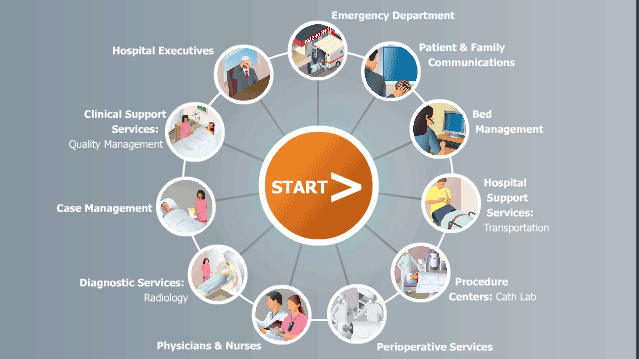 Emergency Department
Patient & Family
Communications
Bed
Management
Hospital
Support
Services:
Transportation
Procedure
Centers: Cath Lab
Perioperative Services
Physicians & Nurses
Diagnostic Services:
Radiology
Case Management
Clinical Support
Services:
Quality Management
Hospital Executives
START>